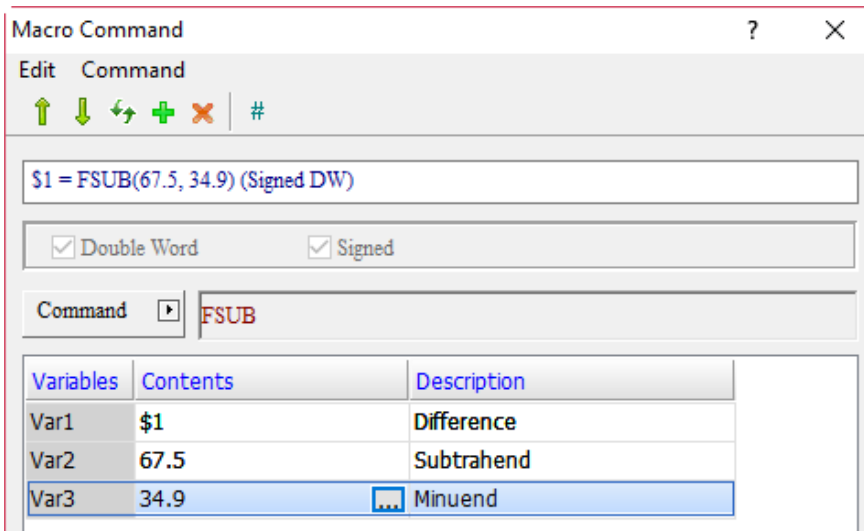 Macro Command ?
Edit Command
#
$1 = FSUB(67.5, 34.9) (Signed DW)
Double Word Signed
Command FSUB
Variables Contents Description
Var1 $1 Difference
Var2 67.5 Subtrahend
Var3 34.9 ... Minuend